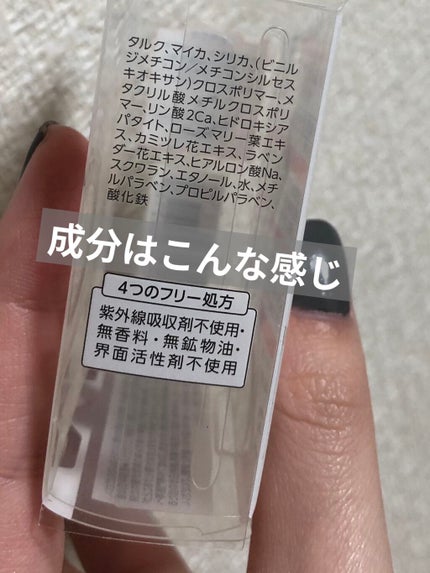 タルク、マイカ、シリカ、(ビニル
ジメチコン/メチコンシルセス
キオキサン)クロスポリマー、メ
タクリル酸メチルクロスポリ
マー、リン酸2Ca、ヒドロキシア
パタイト、ローズマリー葉エキ
ス、カミツレ花エキス、ラベン
ダー花エキス、ヒアルロン酸Na、
スクワラン、エタノール、水、メチ
ルパラベン、プロピルパラベン、
酸化鉄
成分はこんな感じ
4つのフリー処方
紫外線吸収剤不使用・
無香料・無鉱物油・
界面活性剤不使用